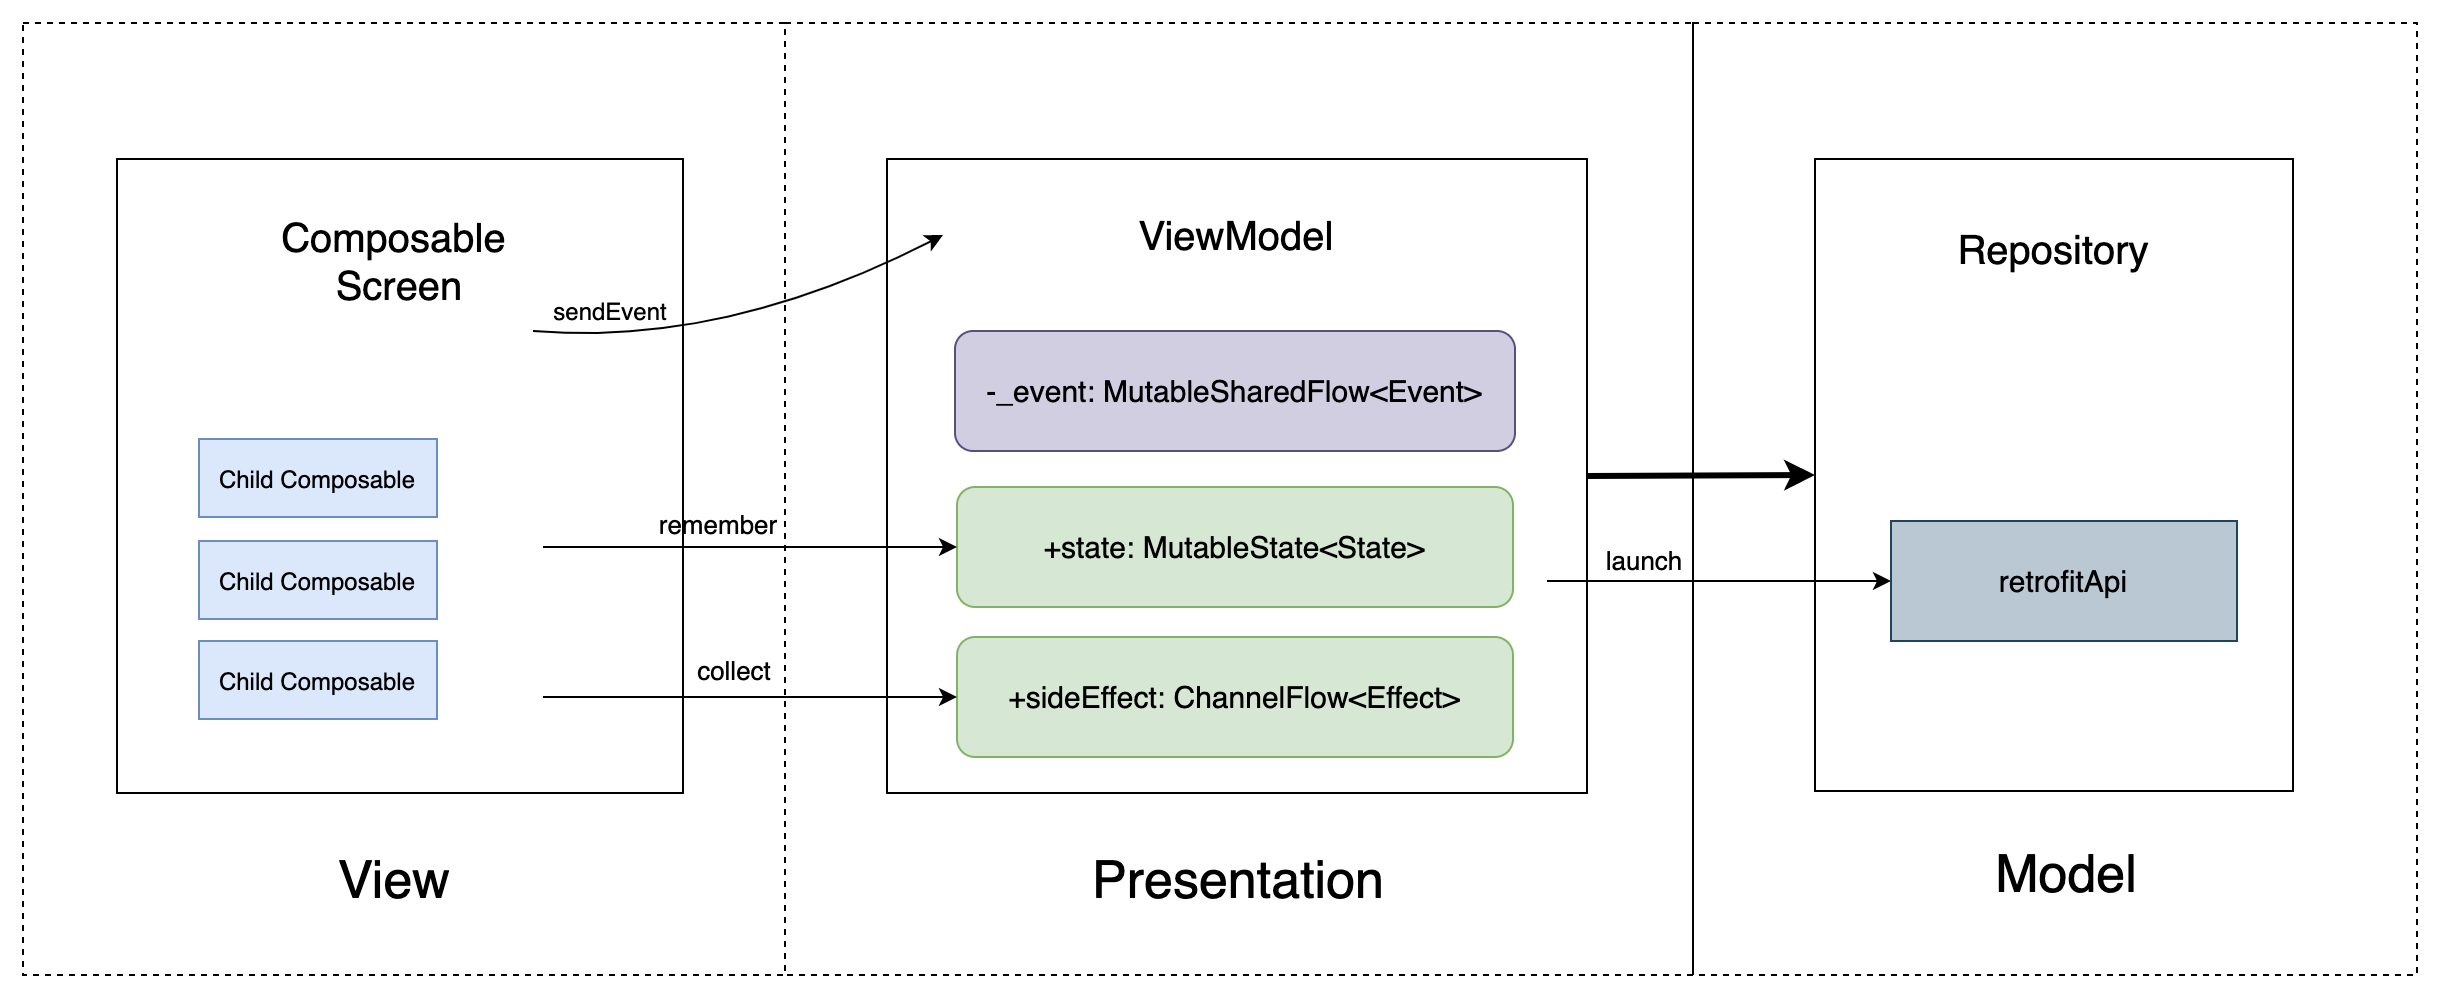 Composable
Screen
sendEvent
Child Composable
Child Composable
Child Composable
remember
collect
View
ViewModel
-_event: MutableSharedFlow<Event>
+state: MutableState<State>
+sideEffect: ChannelFlow<Effect>
launch
Presentation
Repository
retrofitApi
Model